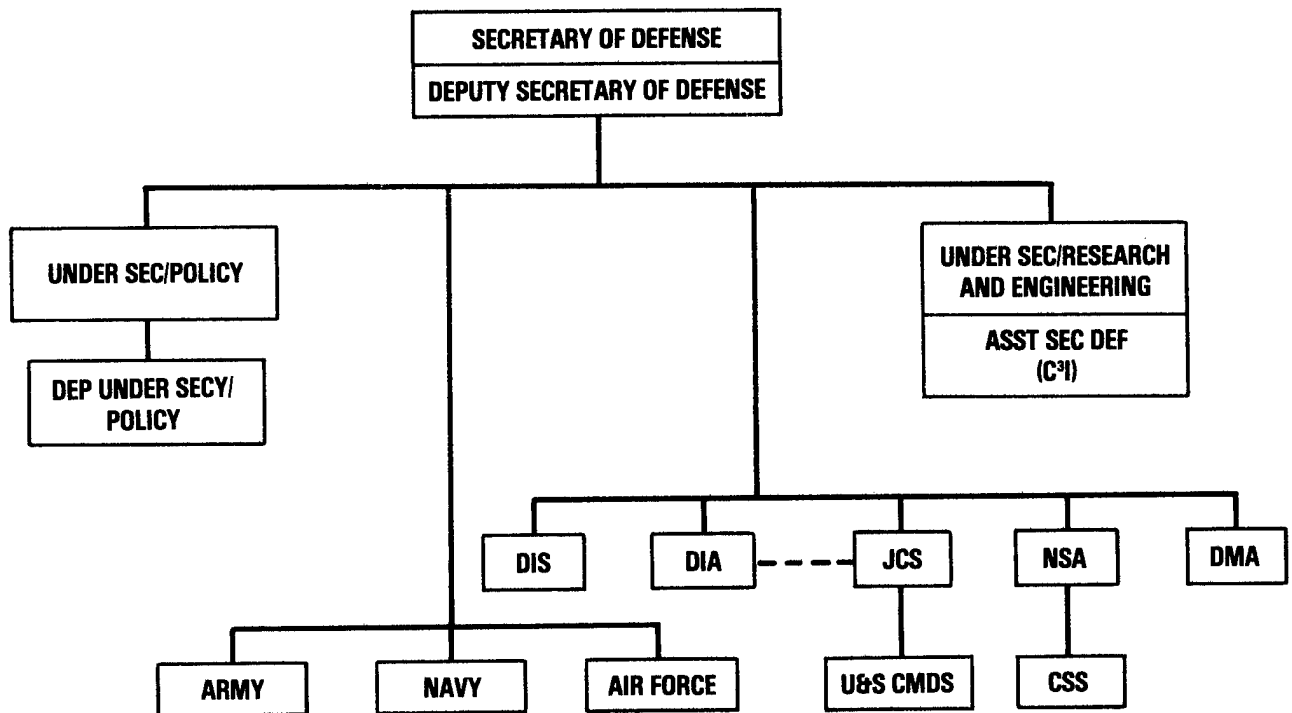 SECRETARY OF DEFENSE
DEPUTY SECRETARY OF DEFENSE
UNDER SEC/POLICY
DEP UNDER SECY/
POLICY
UNDER SEC/RESEARCH
AND ENGINEERING
ASST SEC DEF
(C³I)
DIS
DIA
JCS
NSA
DMA
ARMY
NAVY
AIR FORCE
U&S CMDS
CSS